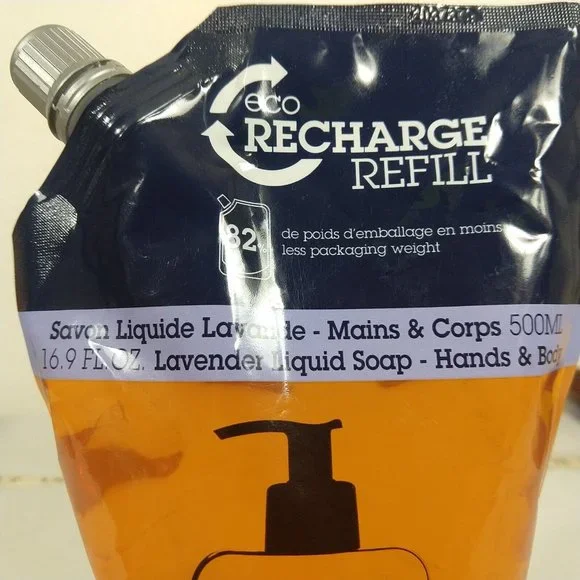 eco
RECHARGE
REFILL
82
de poids d'emballage en moins
less packaging weight
Savon Liquide Lavande - Mains & Corps 500ML
16.9 FL. OZ. Lavender Liquid Soap - Hands & Body